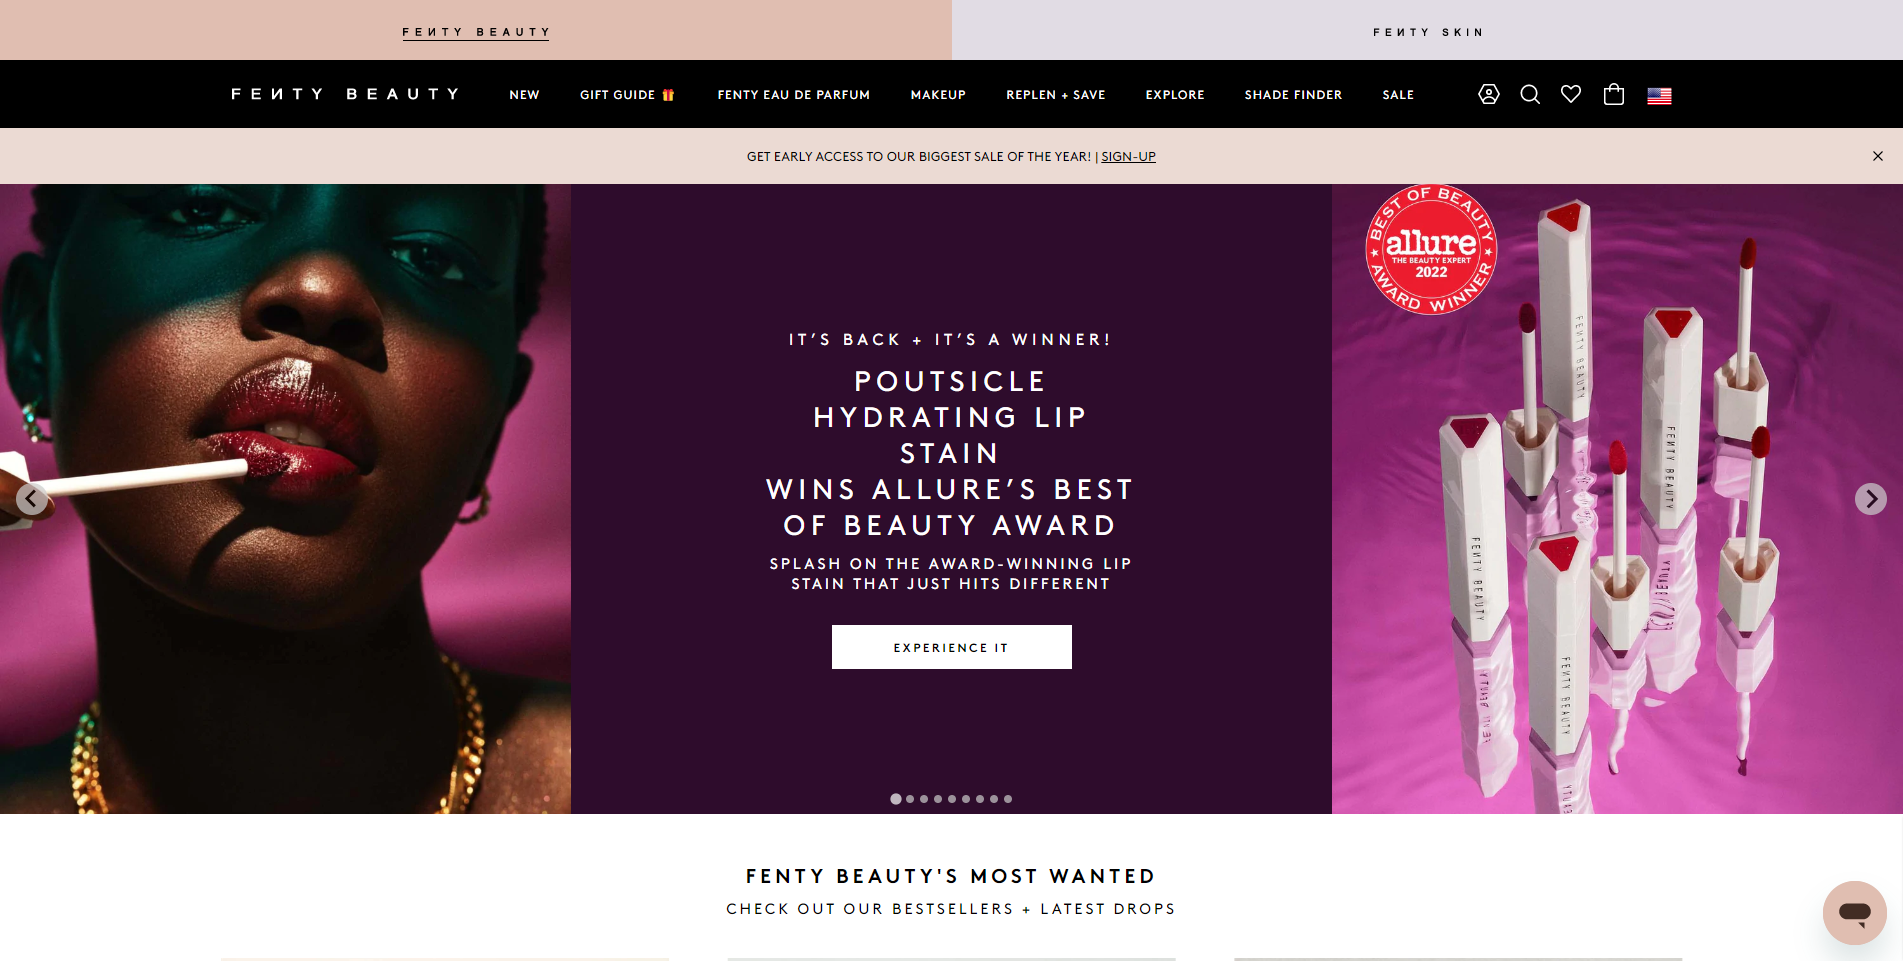 FENTY BEAUTY
FENTY SKIN
FENTY BEAUTY
NEW
GIFT GUIDE
FENTY EAU DE PARFUM
MAKEUP
REPLEN + SAVE
EXPLORE
SHADE FINDER
SALE
GET EARLY ACCESS TO OUR BIGGEST SALE OF THE YEAR! | SIGN-UP
IT'S BACK + IT'S A WINNER!
POUTSICLE
HYDRATING LIP
STAIN
WINS ALLURE'S BEST
OF BEAUTY AWARD
SPLASH ON THE AWARD-WINNING LIP
STAIN THAT JUST HITS DIFFERENT
EXPERIENCE IT
BEST OF BEAUTY
allure
THE BEAUTY EXPERT
2022
AWARD WINNER
FENTY BEAUTY
FENTY BEAUTY
FENTY BEAUTY
FENTY BEAUTY
FENTY BEAUTY'S MOST WANTED
CHECK OUT OUR BESTSELLERS + LATEST DROPS